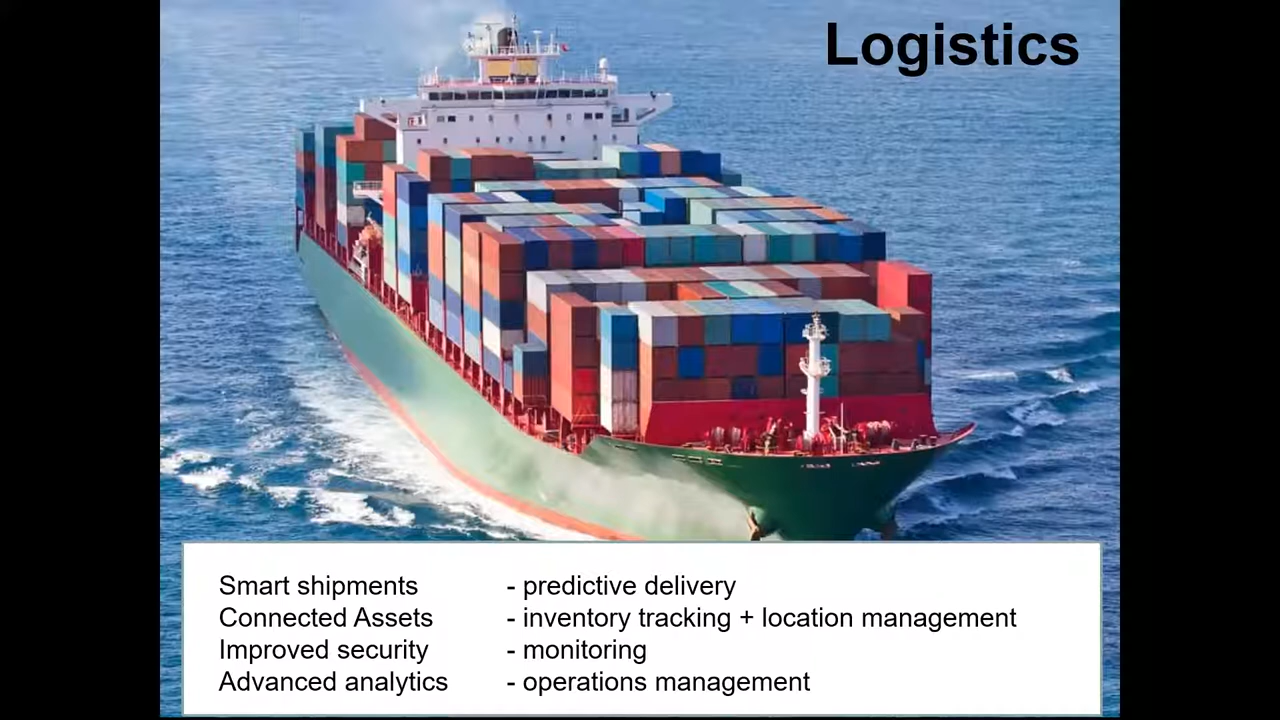 Logistics
Smart shipments - predictive delivery
Connected Assets - inventory tracking + location management
Improved security - monitoring
Advanced analytics - operations management